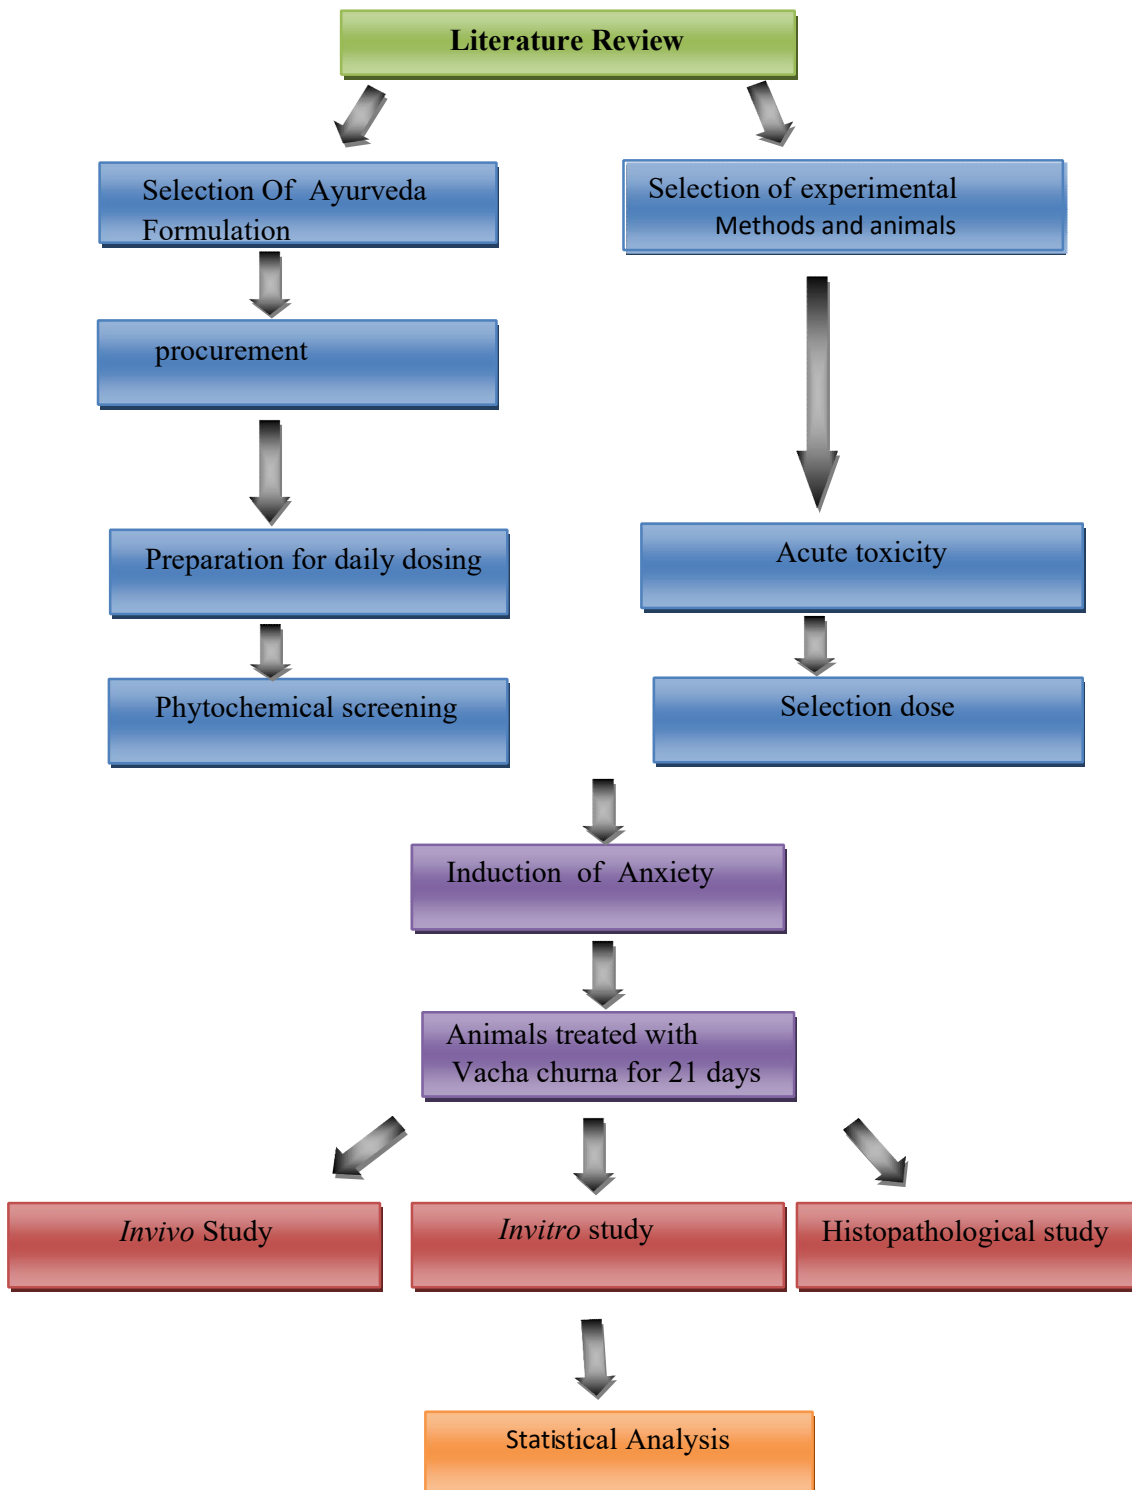 Literature Review
Selection Of Ayurveda
Formulation
Selection of experimental
Methods and animals
procurement
Preparation for daily dosing
Acute toxicity
Phytochemical screening
Selection dose
Induction of Anxiety
Animals treated with
Vacha churna for 21 days
Invivo Study
Invitro study
Histopathological study
Statistical Analysis